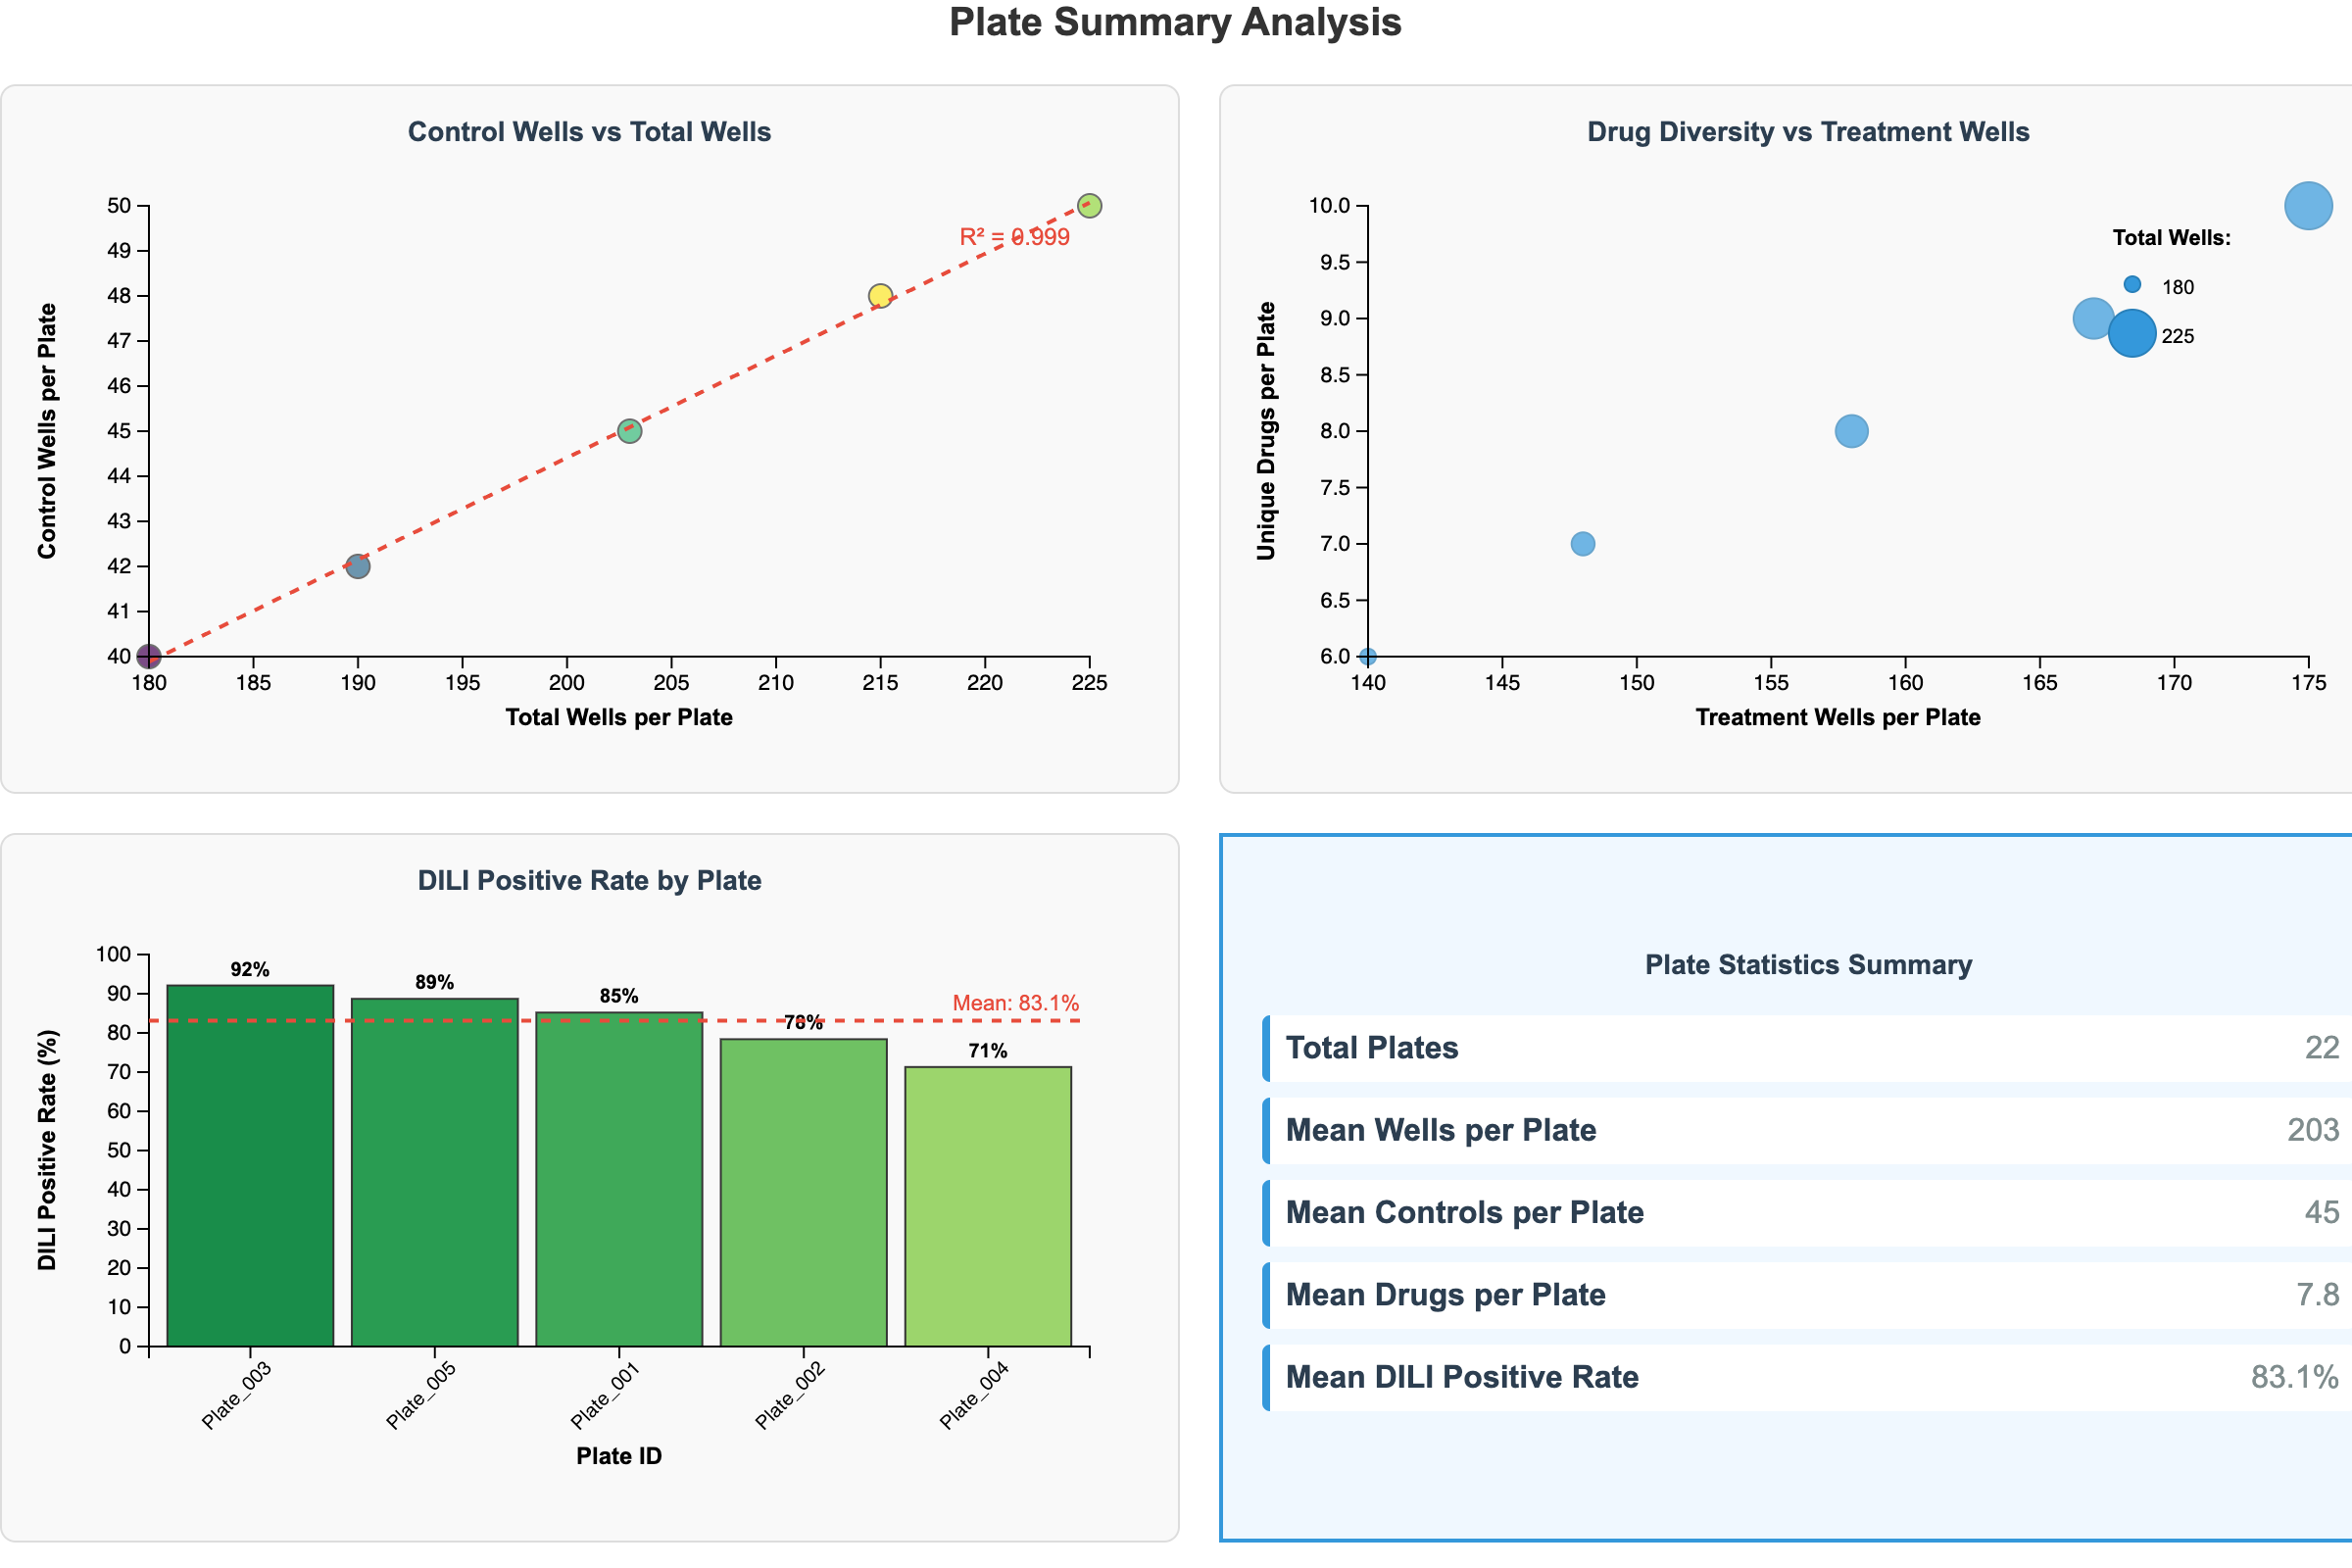 Plate Summary Analysis
Control Wells vs Total Wells
50
49
48
47
46
45
44
43
42
41
40
Control Wells per Plate
R² = 0.999
180 185 190 195 200 205 210 215 220 225
Total Wells per Plate
Drug Diversity vs Treatment Wells
10.0
9.5
9.0
8.5
8.0
7.5
7.0
6.5
6.0
Unique Drugs per Plate
Total Wells:
180
225
140 145 150 155 160 165 170 175
Treatment Wells per Plate
DILI Positive Rate by Plate
100
90
80
70
60
50
40
30
20
10
0
DILI Positive Rate (%)
92% 89% 85% 78% 71%
Mean: 83.1%
Plate_003 Plate_005 Plate_001 Plate_002 Plate_004
Plate ID
Plate Statistics Summary
Total Plates 22
Mean Wells per Plate 203
Mean Controls per Plate 45
Mean Drugs per Plate 7.8
Mean DILI Positive Rate 83.1%